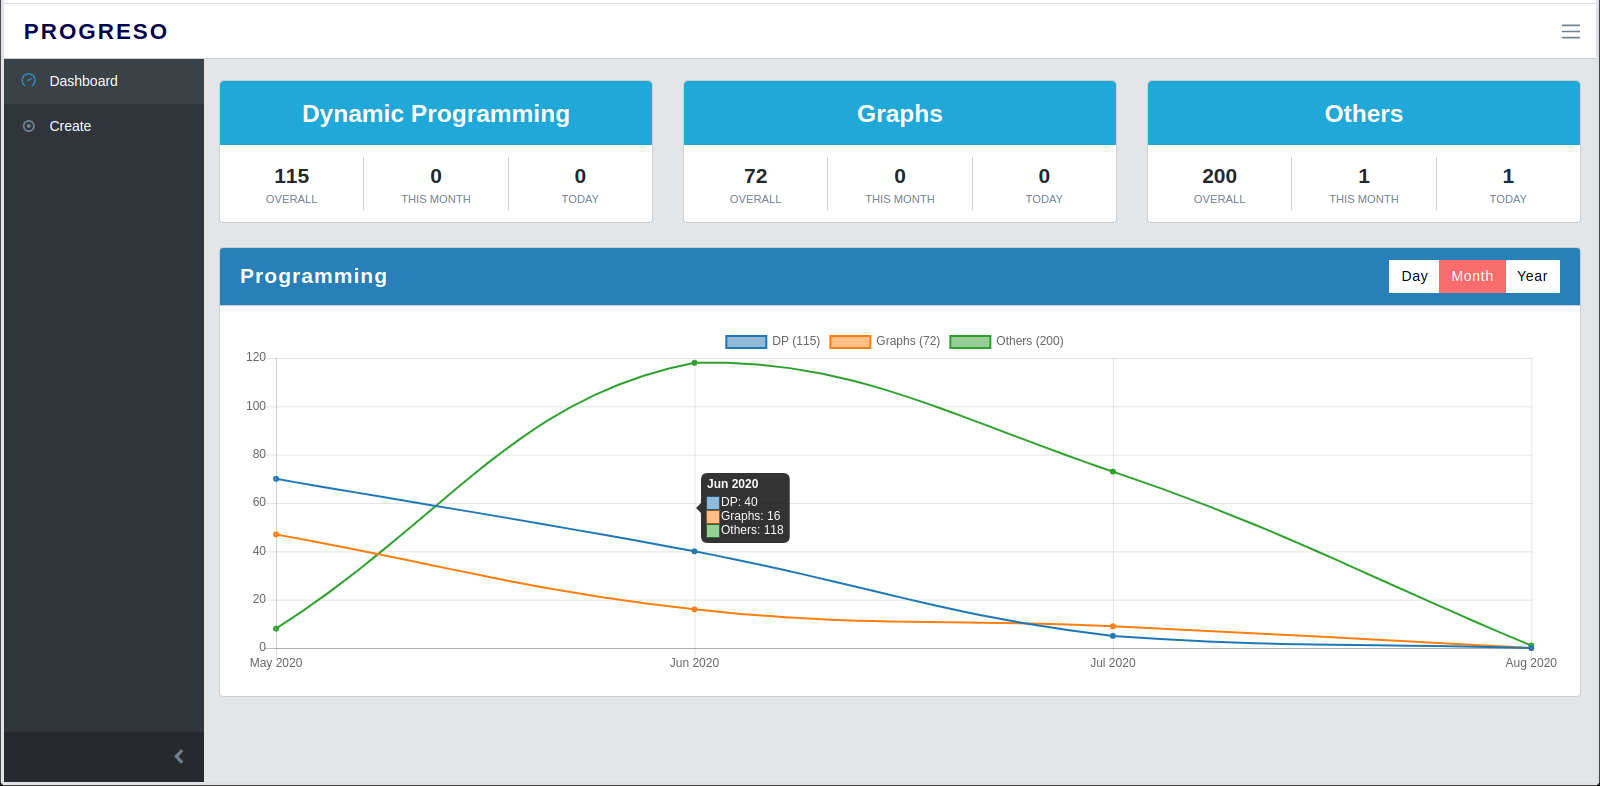 PROGRESO
Dashboard
Create
Dynamic Programming
115 0 0
OVERALL THIS MONTH TODAY
Graphs
72 0 0
OVERALL THIS MONTH TODAY
Others
200 1 1
OVERALL THIS MONTH TODAY
Programming
Day Month Year
DP (115) Graphs (72) Others (200)
120
100
80
60
40
20
0
Jun 2020
DP: 40
Graphs: 16
Others: 118
May 2020 Jun 2020 Jul 2020 Aug 2020